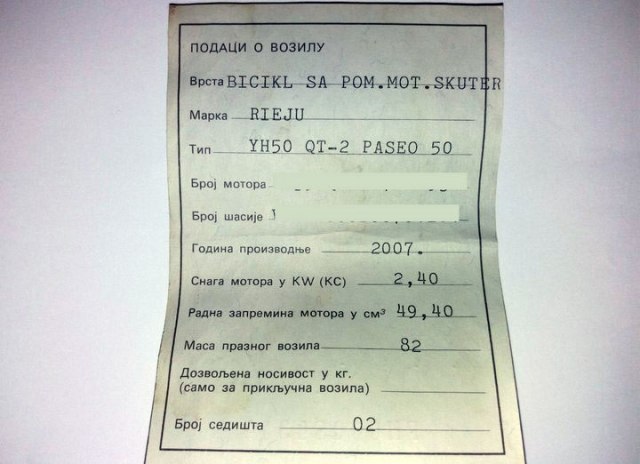 ПОДАЦИ О ВОЗИЛУ
Врста BICIKL SA POM.MOT.SKUTER
Марка RIEJU
Тип YH50 QT-2 PASEO 50
Број мотора
Број шасије
Година производње 2007.
Снага мотора у KW (КС) 2,40
Радна запремина мотора у см³ 49,40
Маса празног возила 82
Дозвољена носивост у кг.
(само за прикључна возила)
Број седишта 02